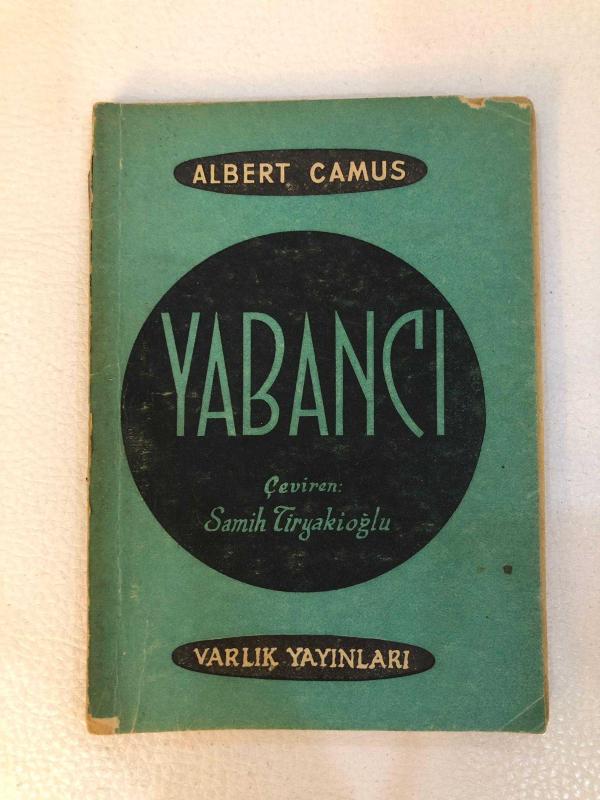 ALBERT CAMUS
YABANCI
Çeviren:
Samih Tiryakioğlu
VARLIK YAYINLARI